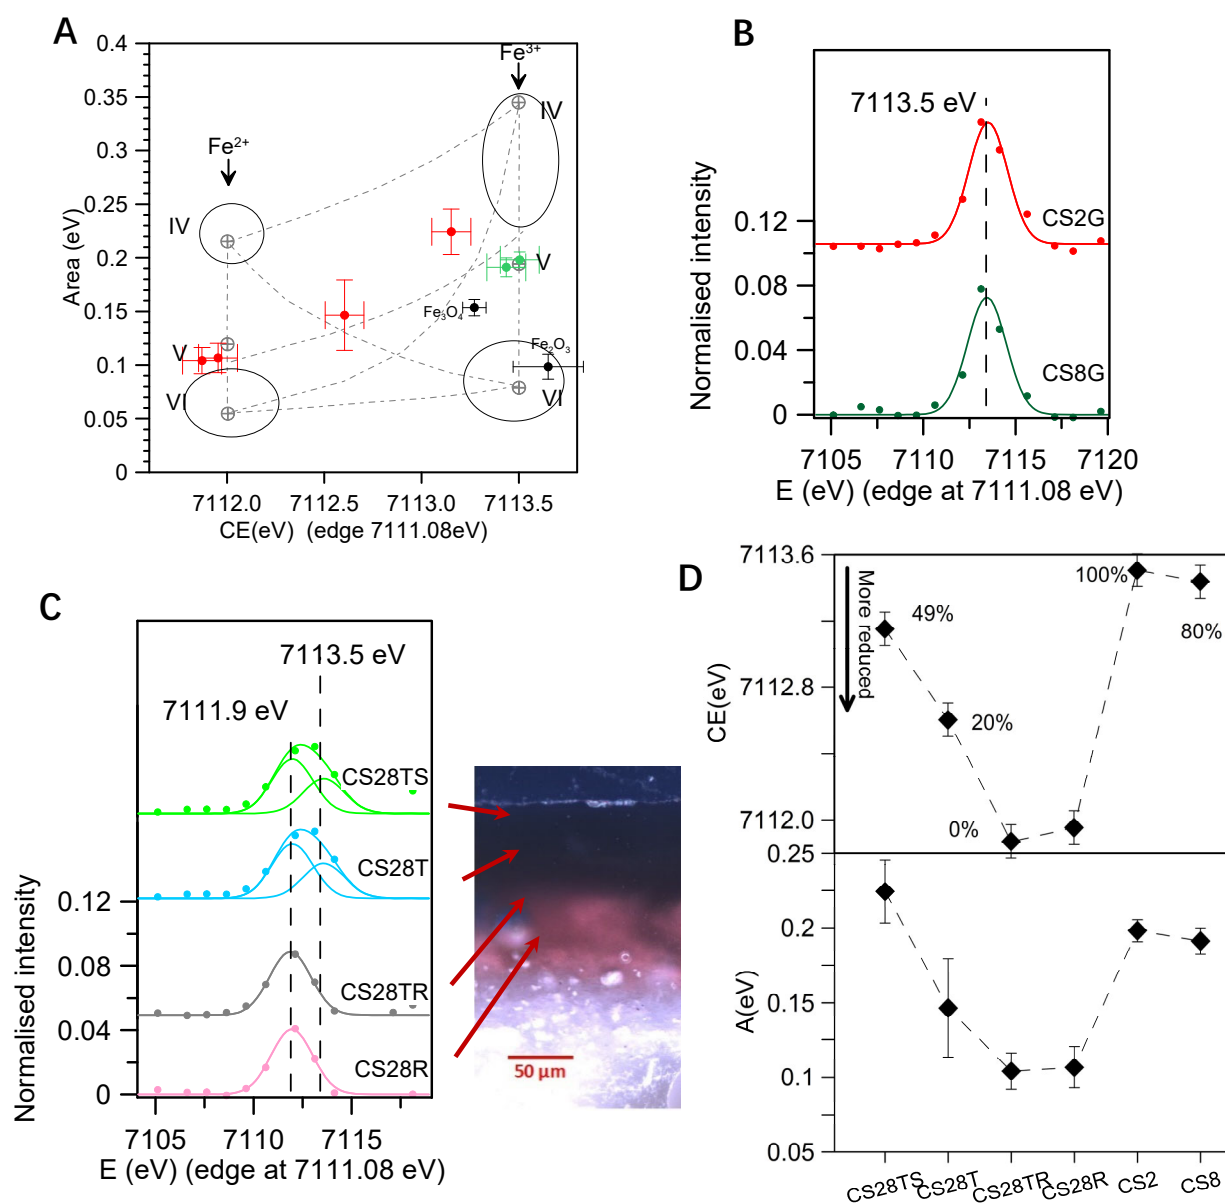 A
0.4
0.35
0.3
0.25
0.2
0.15
0.1
0.05
0
Area (eV)
Fe³⁺
IV
Fe²⁺
IV
V
Fe₃O₄
Fe₂O₃
V
VI
VI
7112.0
7112.5
7113.0
7113.5
CE(eV) (edge 7111.08eV)
B
7113.5 eV
CS2G
CS8G
0.12
0.08
0.04
0
Normalised intensity
7105
7110
7115
7120
E (eV) (edge at 7111.08 eV)
C
7113.5 eV
7111.9 eV
CS28TS
CS28T
CS28TR
CS28R
0.12
0.08
0.04
0
Normalised intensity
7105
7110
7115
E (eV) (edge at 7111.08 eV)
50 µm
D
7113.6
7112.8
7112.0
CE(eV)
More reduced
49%
20%
0%
100%
80%
0.25
0.2
0.15
0.1
0.05
A(eV)
CS28TS
CS28T
CS28TR
CS28R
CS2
CS8